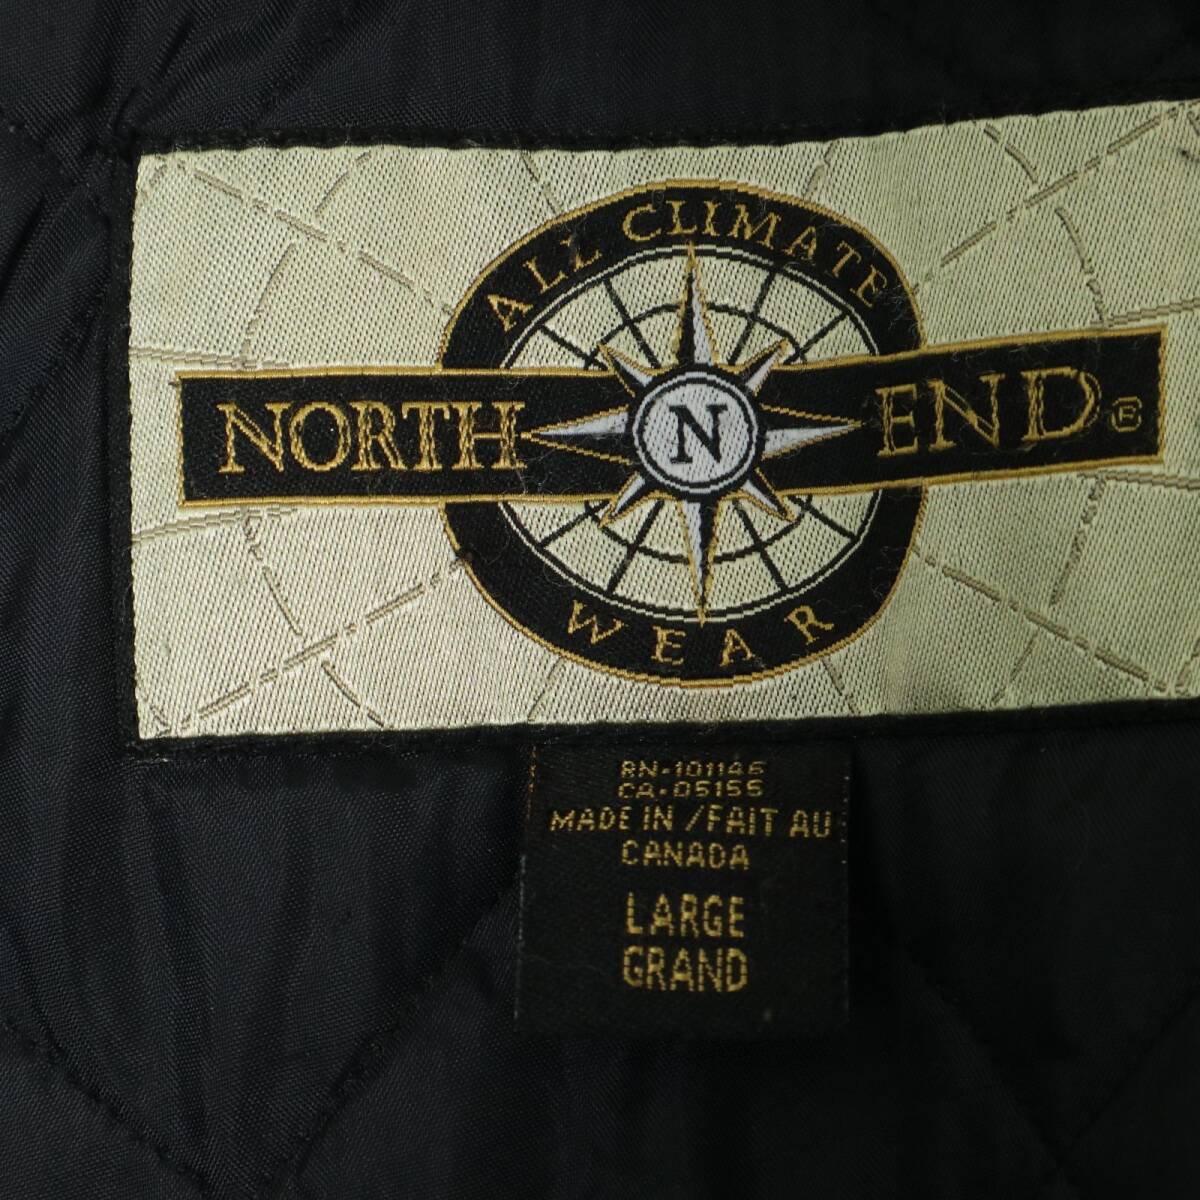 ALL CLIMATE
NORTH N END®
WEAR
RN-101146
CA-05155
MADE IN / FAIT AU
CANADA
LARGE
GRAND